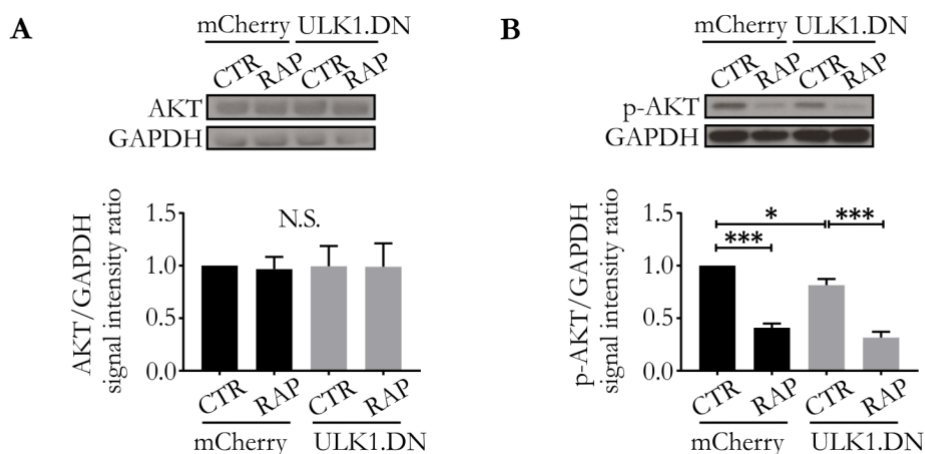 A
mCherry ULK1.DN
CTR RAP CTR RAP
AKT
GAPDH
AKT/GAPDH
signal intensity ratio
1.5
1.0
0.5
0.0
N.S.
CTR RAP CTR RAP
mCherry ULK1.DN
B
mCherry ULK1.DN
CTR RAP CTR RAP
p-AKT
GAPDH
p-AKT/GAPDH
signal intensity ratio
1.5
1.0
0.5
0.0
* ***
***
CTR RAP CTR RAP
mCherry ULK1.DN